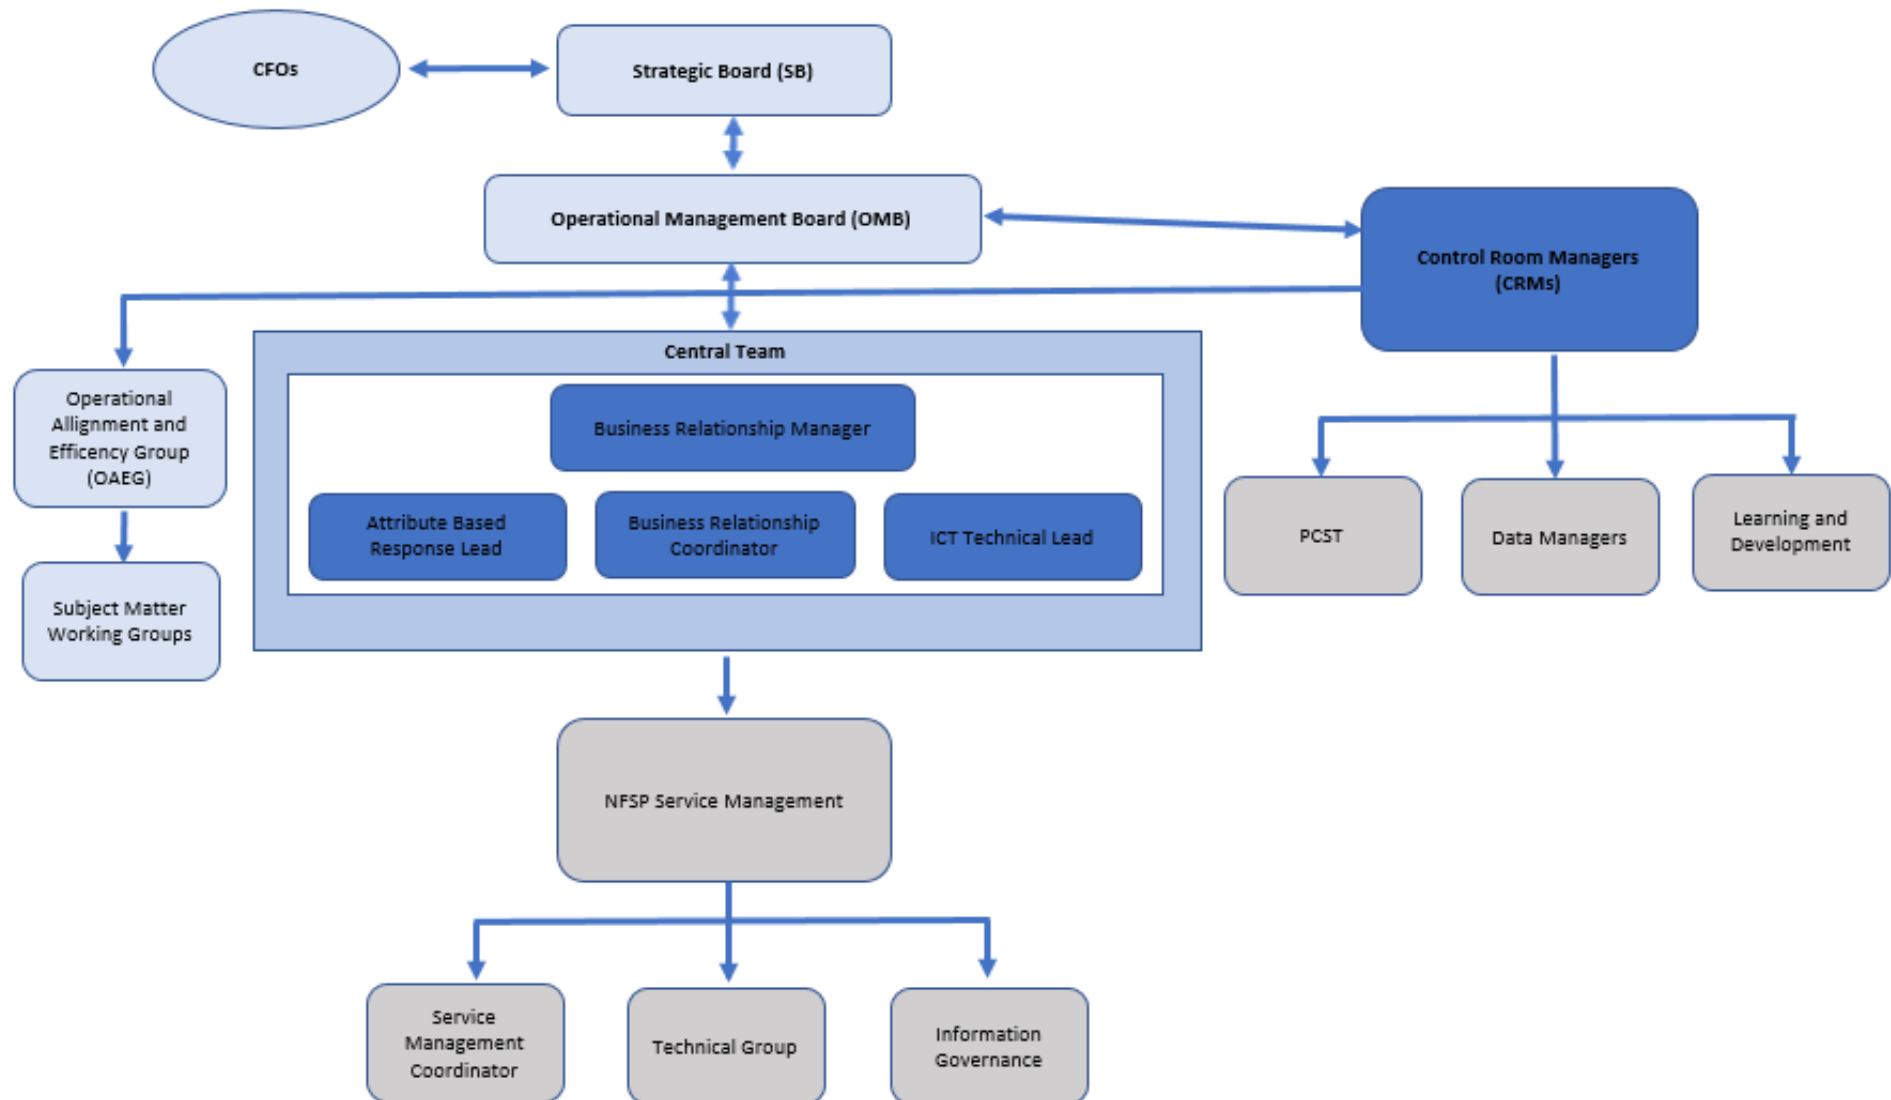 CFOs
Strategic Board (SB)
Operational Management Board (OMB)
Control Room Managers
(CRMs)
Central Team
Operational
Allignment and
Efficency Group
(OAEG)
Business Relationship Manager
Attribute Based
Response Lead
Business Relationship
Coordinator
ICT Technical Lead
PCST
Data Managers
Learning and
Development
Subject Matter
Working Groups
NFSP Service Management
Service
Management
Coordinator
Technical Group
Information
Governance